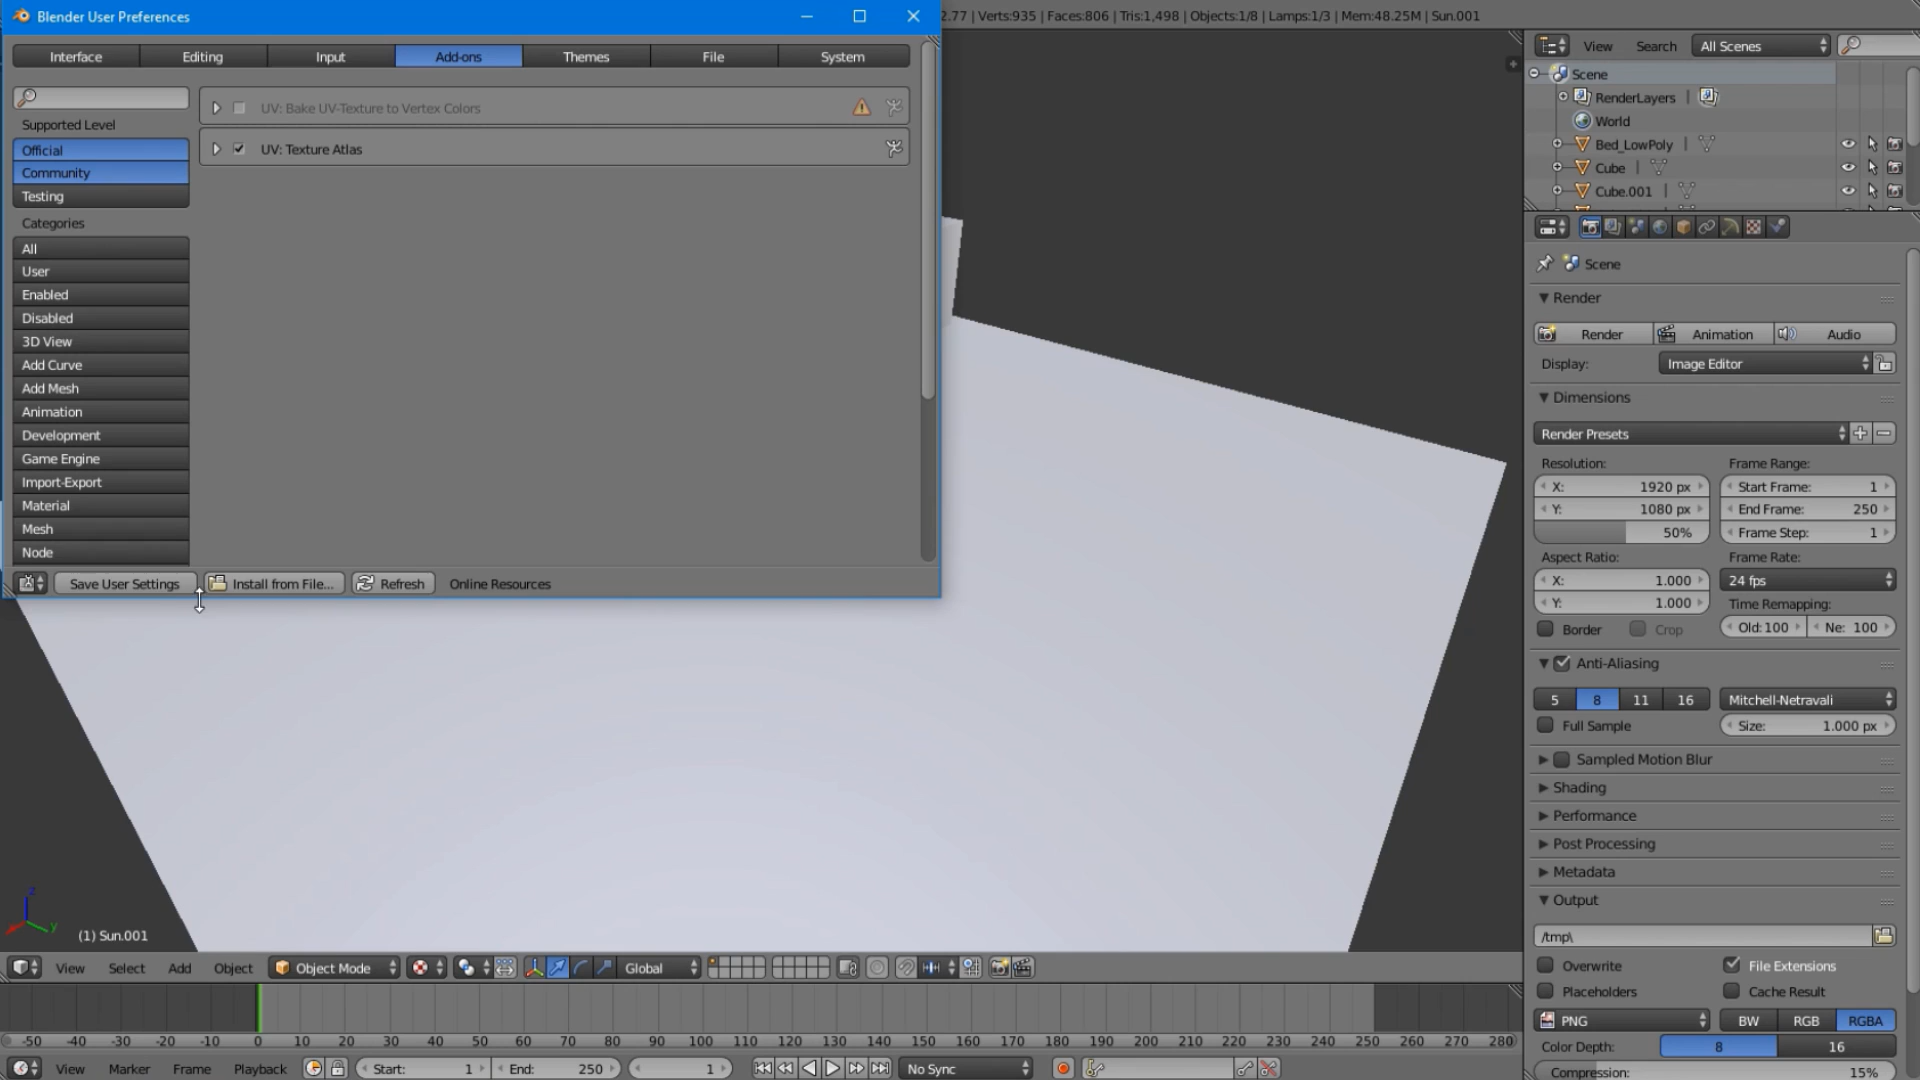 Blender User Preferences
2.77 | Verts:935 | Faces:806 | Tris:1,498 | Objects:1/8 | Lamps:1/3 | Mem:48.25M | Sun.001
Interface Editing Input Add-ons Themes File System
Supported Level
Official
Community
Testing
Categories
All
User
Enabled
Disabled
3D View
Add Curve
Add Mesh
Animation
Development
Game Engine
Import-Export
Material
Mesh
Node
UV: Bake UV-Texture to Vertex Colors
UV: Texture Atlas
Save User Settings Install from File... Refresh Online Resources
View Search All Scenes
Scene
RenderLayers |
World
Bed_LowPoly |
Cube |
Cube.001 |
Scene
Render
Render Animation Audio
Display: Image Editor
Dimensions
Render Presets
Resolution: Frame Range:
X: 1920 px Start Frame: 1
Y: 1080 px End Frame: 250
50% Frame Step: 1
Aspect Ratio: Frame Rate:
X: 1.000 24 fps
Y: 1.000 Time Remapping:
Border Crop Old:100 Ne: 100
Anti-Aliasing
5 8 11 16 Mitchell-Netravali
Full Sample Size: 1.000 px
Sampled Motion Blur
Shading
Performance
Post Processing
Metadata
Output
/tmp\
Overwrite File Extensions
Placeholders Cache Result
PNG BW RGB RGBA
Color Depth: 8 16
Compression: 15%
z
y
(1) Sun.001
View Select Add Object Object Mode Global
-50 -40 -30 -20 -10 0 10 20 30 40 50 60 70 80 90 100 110 120 130 140 150 160 170 180 190 200 210 220 230 240 250 260 270 280
View Marker Frame Playback Start: 1 End: 250 1 No Sync